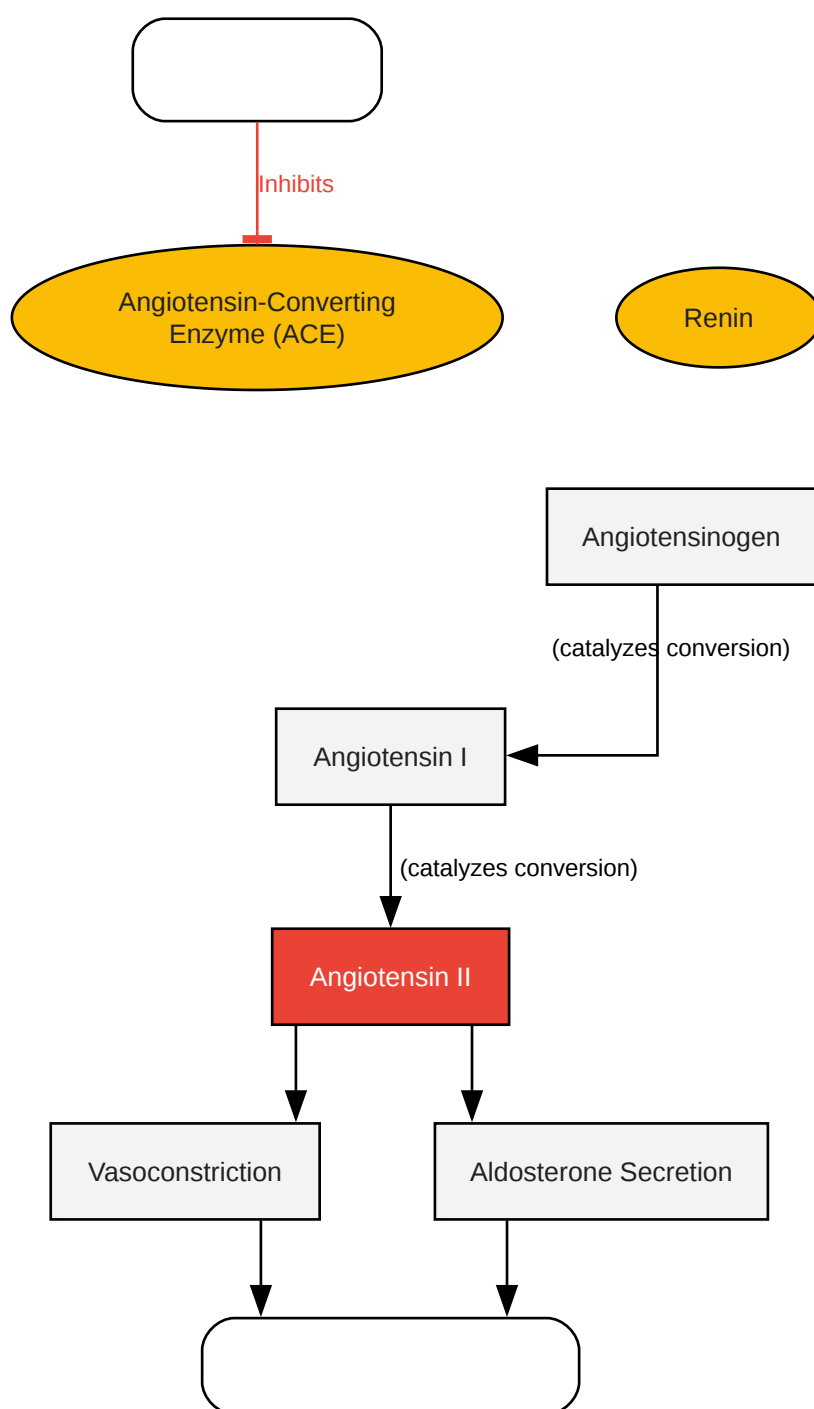 Inhibits
Angiotensin-Converting
Enzyme (ACE)
Renin
Angiotensinogen
(catalyzes conversion)
Angiotensin I
(catalyzes conversion)
Angiotensin II
Vasoconstriction
Aldosterone Secretion